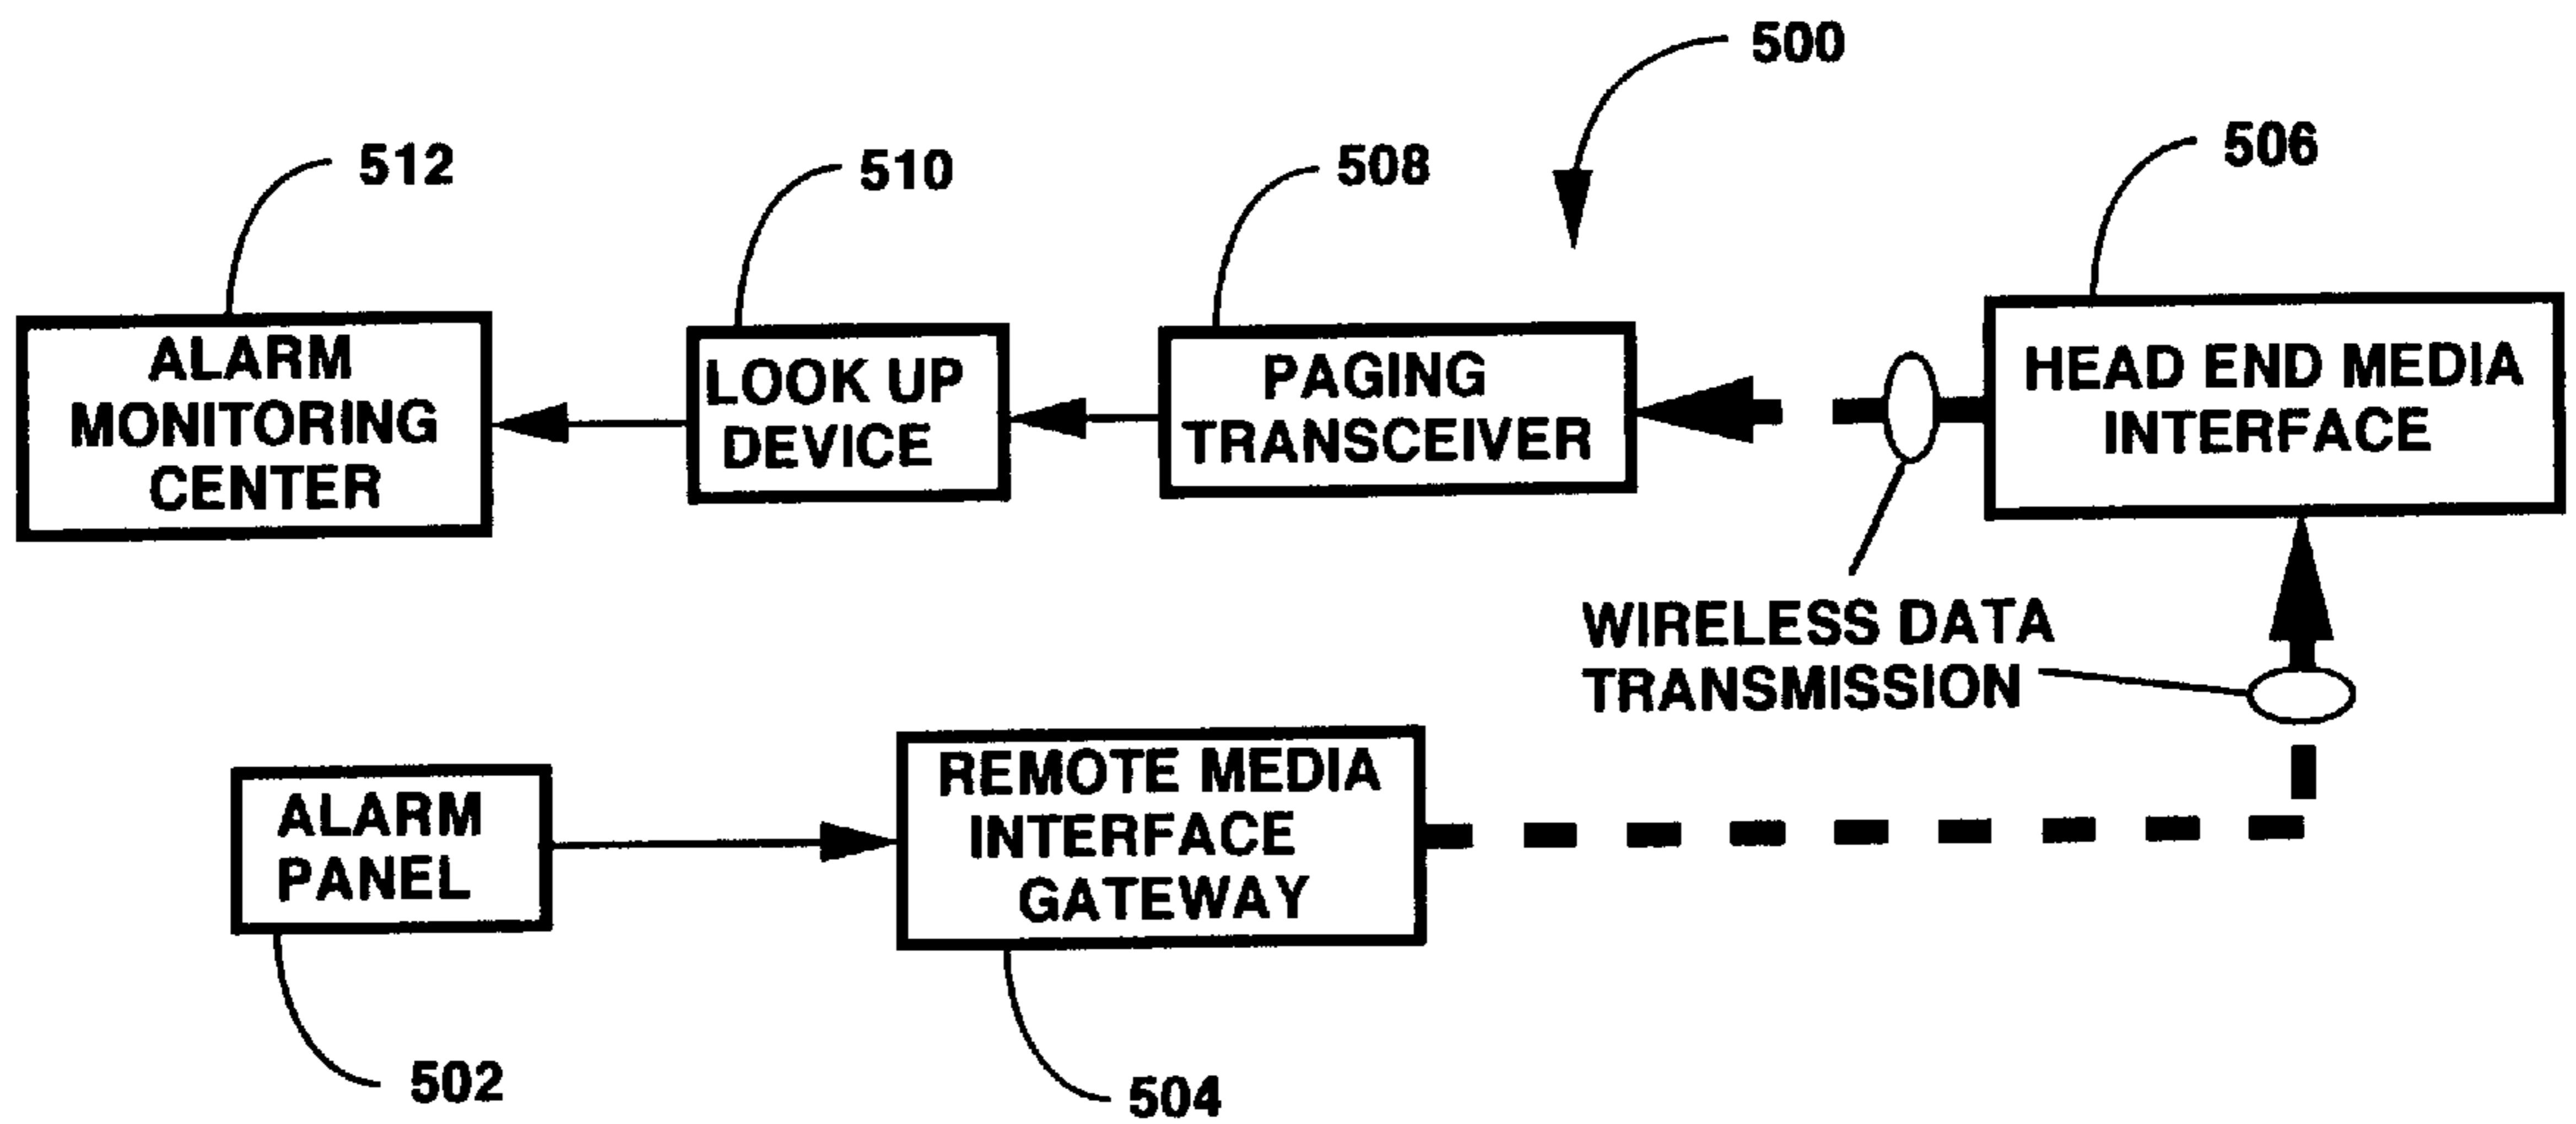 500
506
512
510
508
ALARM
MONITORING
CENTER
LOOK UP
DEVICE
PAGING
TRANSCEIVER
HEAD END MEDIA
INTERFACE
WIRELESS DATA
TRANSMISSION
ALARM
PANEL
REMOTE MEDIA
INTERFACE
GATEWAY
502
504